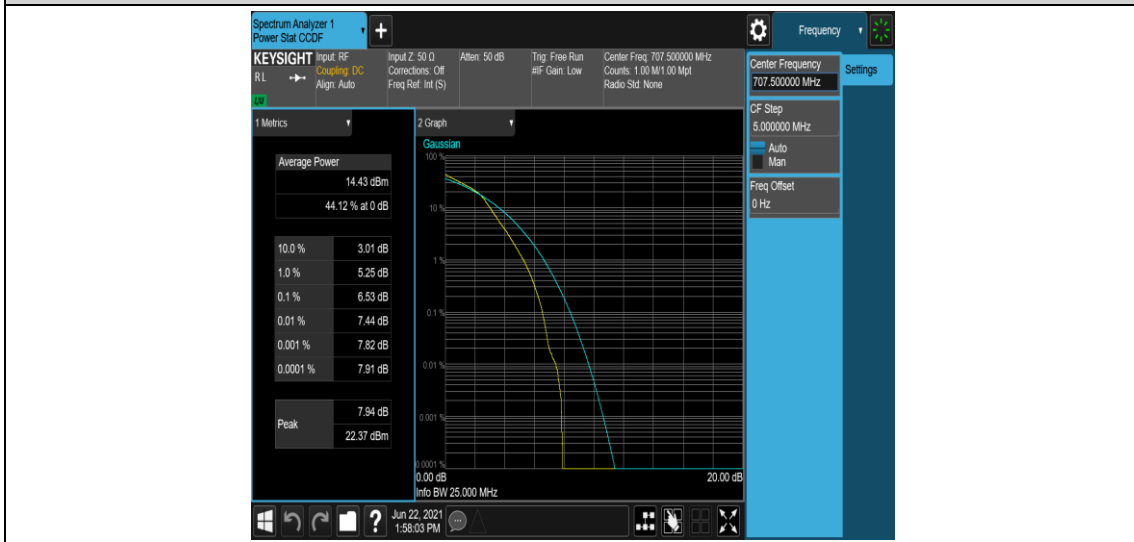 Spectrum Analyzer 1
Power Stat CCDF
+
Frequency
KEYSIGHT
RL
LXI
Input: RF
Coupling: DC
Align: Auto
Input Z: 50 Ω
Corrections: Off
Freq Ref: Int (S)
Atten: 50 dB
Trig: Free Run
#IF Gain: Low
Center Freq: 707.500000 MHz
Counts: 1.00 M/1.00 Mpt
Radio Std: None
Center Frequency
707.500000 MHz
Settings
CF Step
5.000000 MHz
Auto
Man
Freq Offset
0 Hz
1 Metrics
Average Power
14.43 dBm
44.12 % at 0 dB
10.0 % 3.01 dB
1.0 % 5.25 dB
0.1 % 6.53 dB
0.01 % 7.44 dB
0.001 % 7.82 dB
0.0001 % 7.91 dB
Peak
7.94 dB
22.37 dBm
2 Graph
Gaussian
100 %
10 %
1 %
0.1 %
0.01 %
0.001 %
0.0001 %
0.00 dB 20.00 dB
Info BW 25.000 MHz
?
Jun 22, 2021
1:58:03 PM